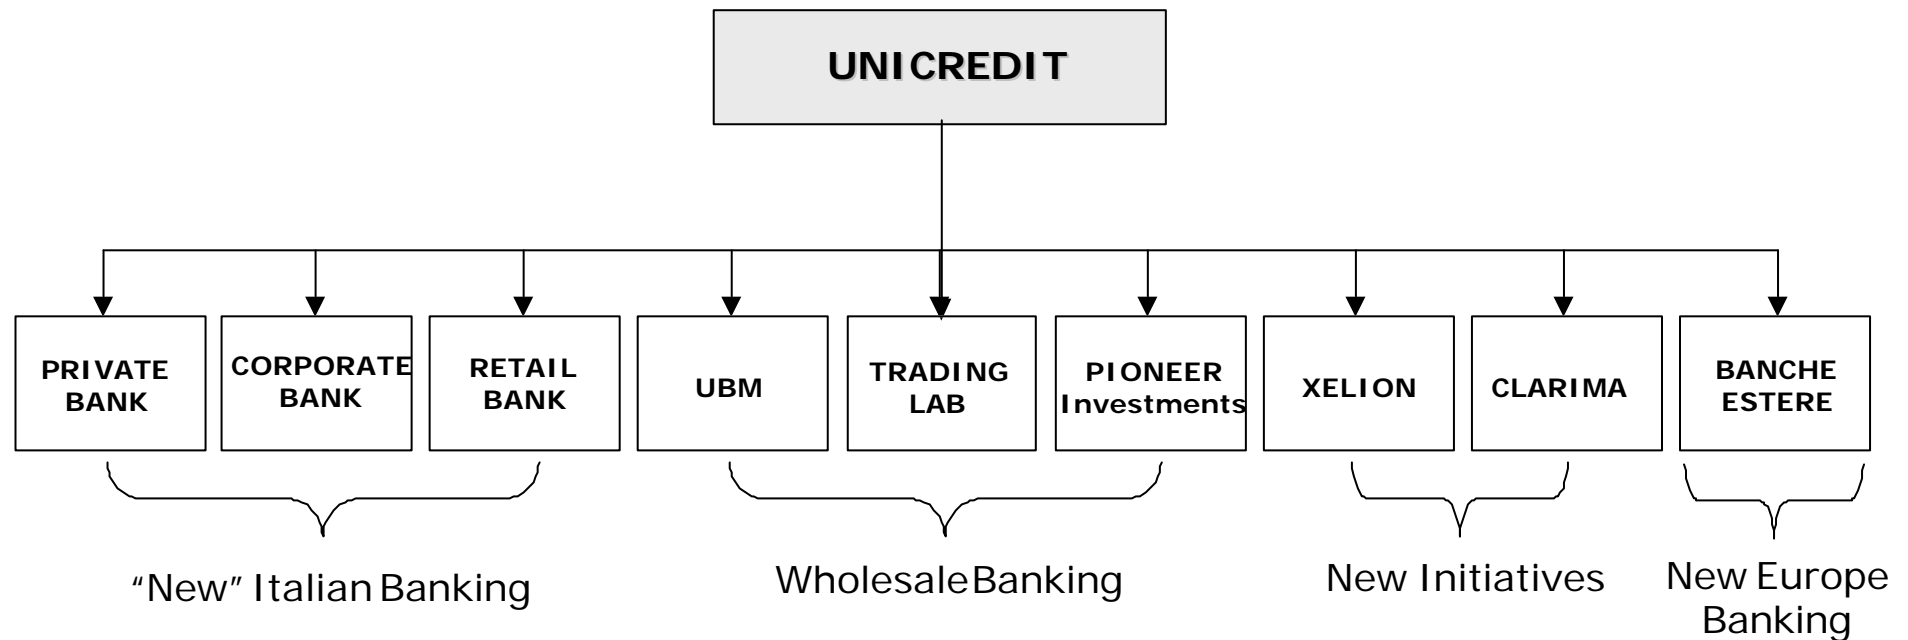 UNICREDIT
PRIVATE
BANK
CORPORATE
BANK
RETAIL
BANK
UBM
TRADING
LAB
PIONEER
Investments
XELION
CLARIMA
BANCHE
ESTERE
“New” Italian Banking
Wholesale Banking
New Initiatives
New Europe
Banking